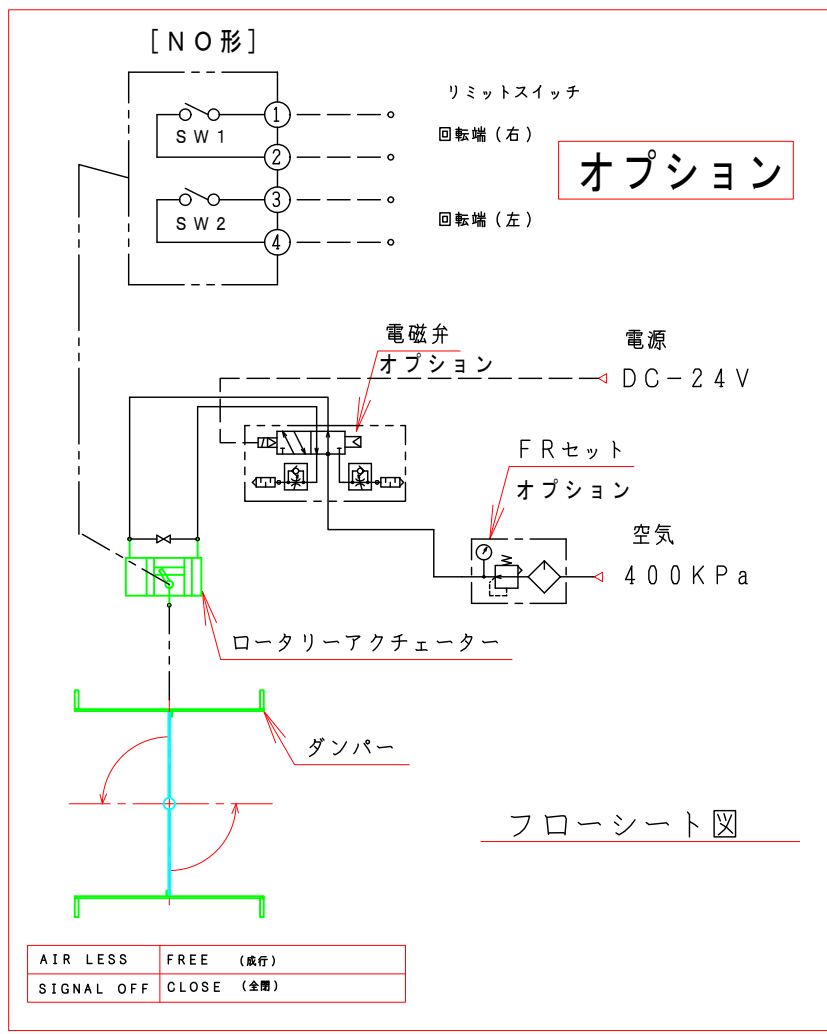 [NO形]
リミットスイッチ
1
SW1
回転端(右)
2
オプション
3
SW2
回転端(左)
4
電磁弁
オプション
電源
DC-24V
FRセット
オプション
空気
400KPa
ロータリーアクチェーター
ダンパー
フローシート図
AIR LESS FREE (成行)
SIGNAL OFF CLOSE (全閉)